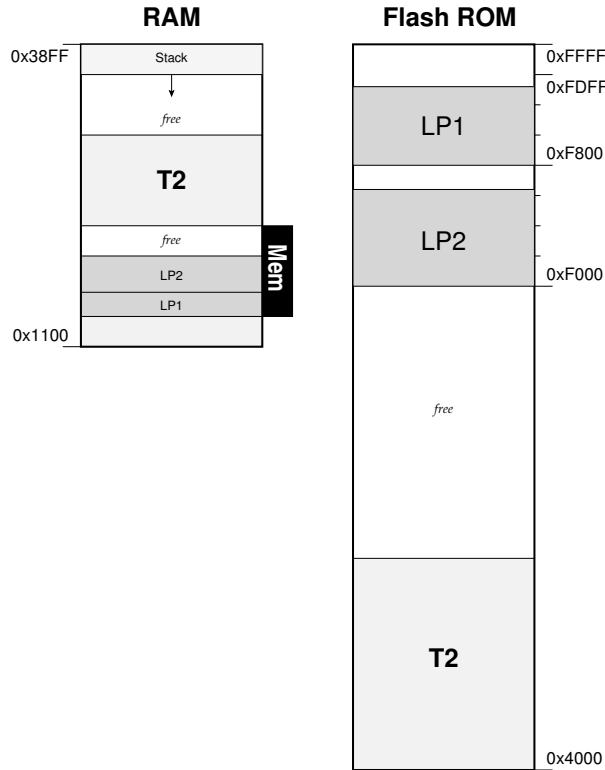 RAM
Flash ROM
0x38FF
Stack
free
T2
free
LP2
LP1
Mem
0x1100
0xFFFF
0xFDFF
LP1
0xF800
LP2
0xF000
free
T2
0x4000